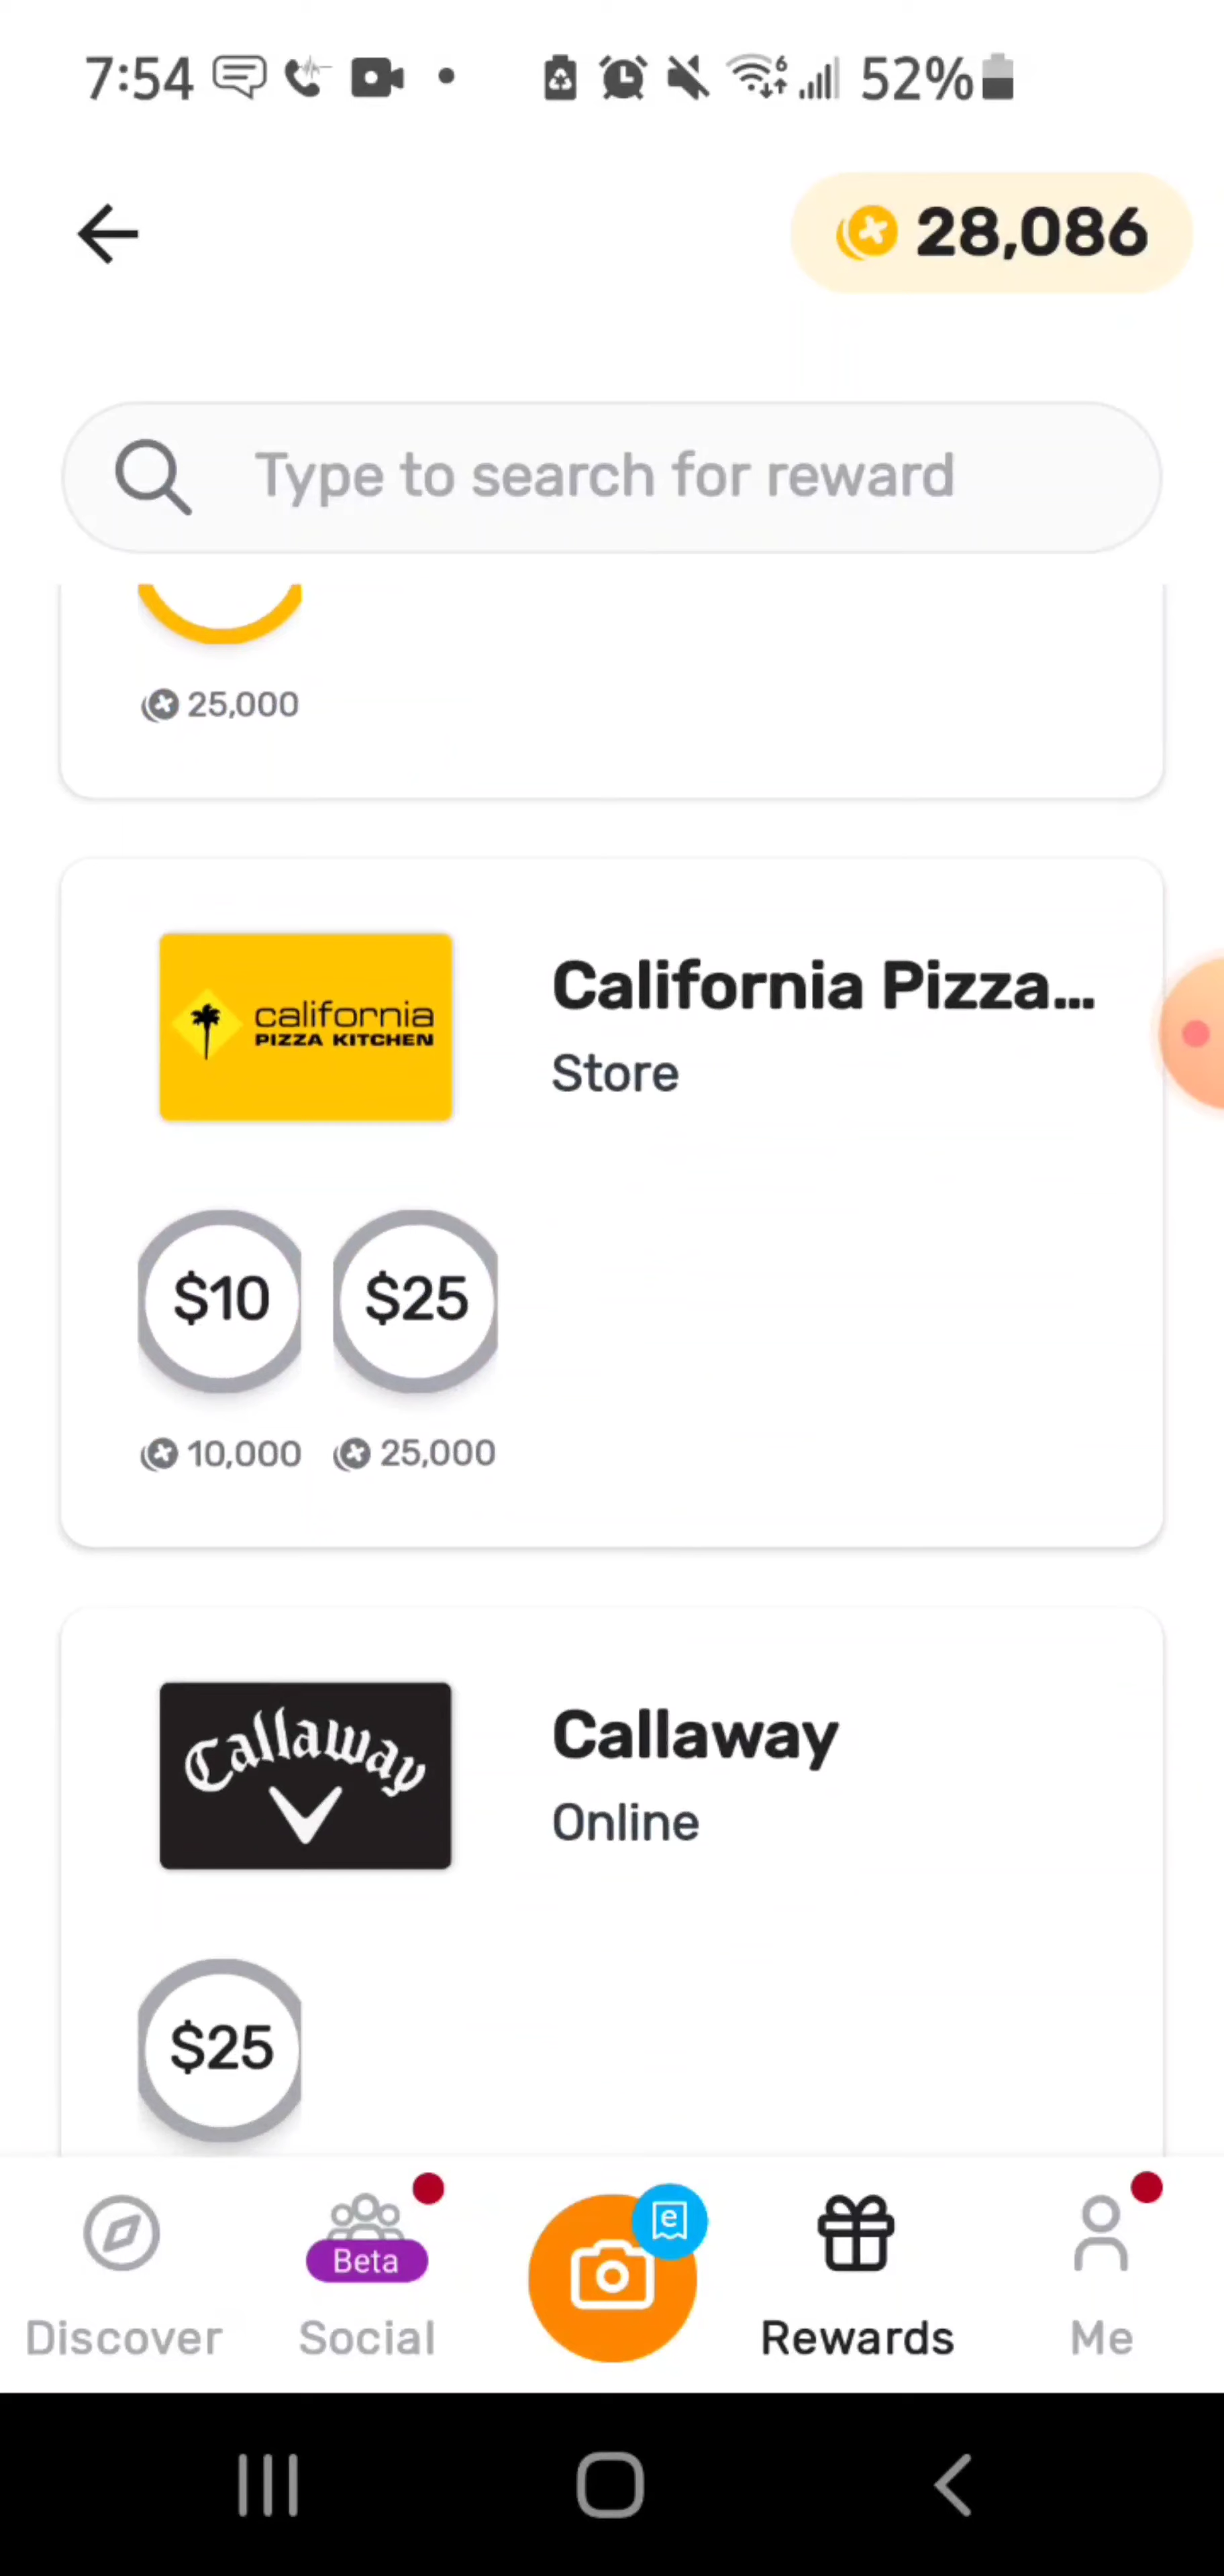 7:54
6
52%
28,086
Type to search for reward
25,000
california
PIZZA KITCHEN
California Pizza...
Store
$10
$25
10,000
25,000
Callaway
Callaway
Online
$25
e
Beta
Discover
Social
Rewards
Me